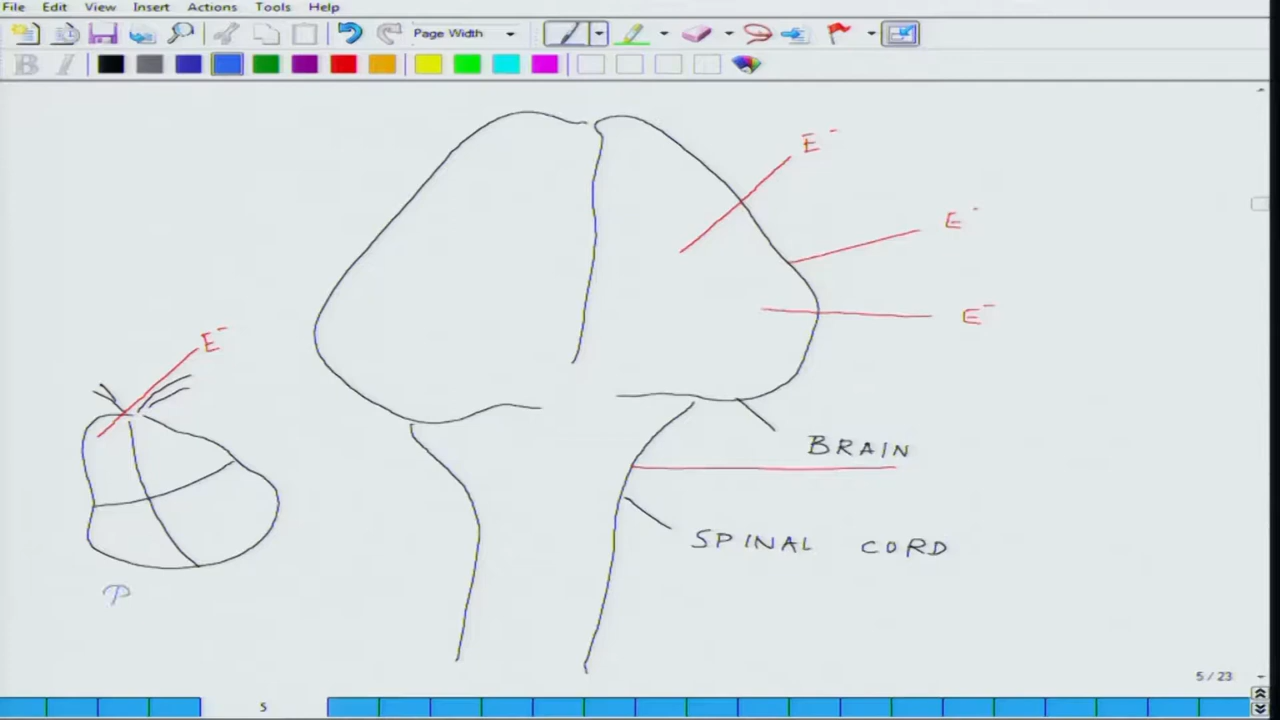 File Edit View Insert Actions Tools Help
Page Width
B I
E⁻
E⁻
E⁻
E⁻
BRAIN
SPINAL CORD
P
5 / 23
5